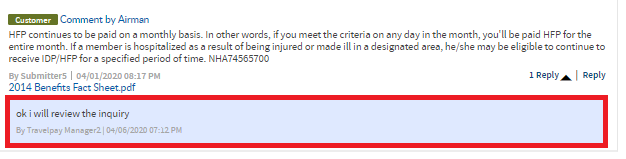 Customer Comment by Airman
HFP continues to be paid on a monthly basis. In other words, if you meet the criteria on any day in the month, you'll be paid HFP for the
entire month. If a member is hospitalized as a result of being injured or made ill in a designated area, he/she may be eligible to continue to
receive IDP/HFP for a specified period of time. NHA74565700
By Submitter5 | 04/01/2020 08:17 PM 1 Reply | Reply
2014 Benefits Fact Sheet.pdf
ok i will review the inquiry
By Travelpay Manager2 | 04/06/2020 07:12 PM